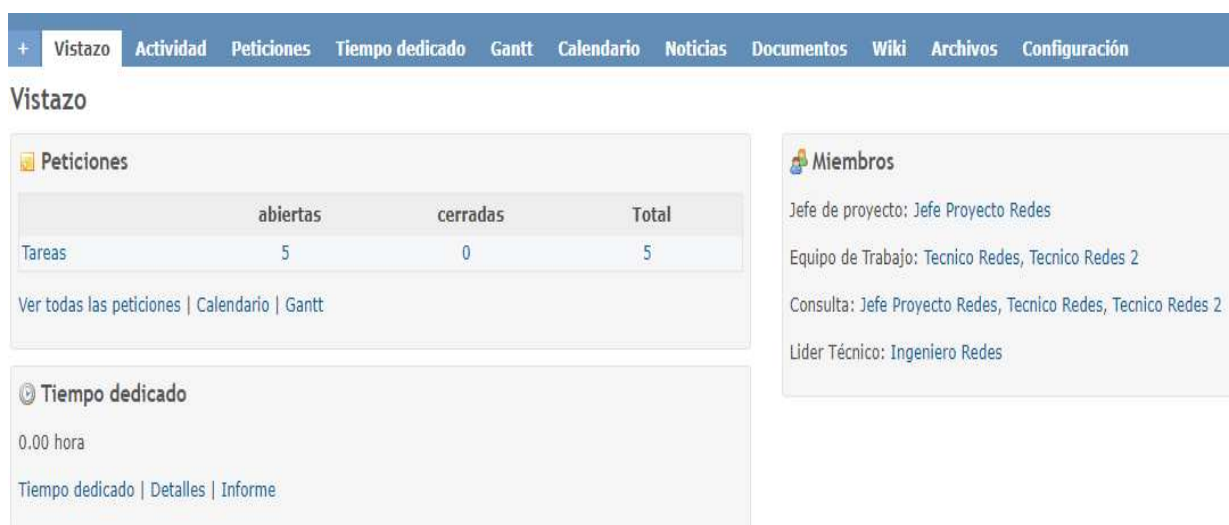 + Vistazo Actividad Peticiones Tiempo dedicado Gantt Calendario Noticias Documentos Wiki Archivos Configuración
Vistazo
Peticiones
abiertas cerradas Total
Tareas 5 0 5
Ver todas las peticiones | Calendario | Gantt
Tiempo dedicado
0.00 hora
Tiempo dedicado | Detalles | Informe
Miembros
Jefe de proyecto: Jefe Proyecto Redes
Equipo de Trabajo: Tecnico Redes, Tecnico Redes 2
Consulta: Jefe Proyecto Redes, Tecnico Redes, Tecnico Redes 2
Lider Técnico: Ingeniero Redes